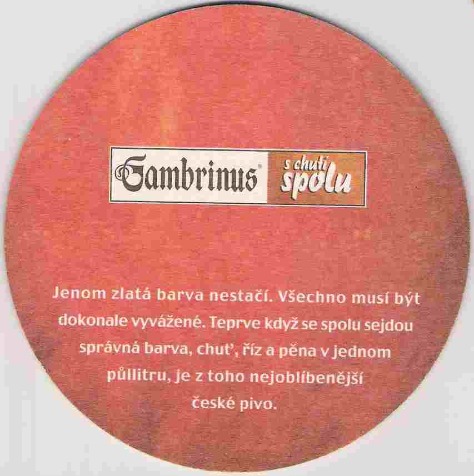 Gambrinus®
s chutí
spolu
Jenom zlatá barva nestačí. Všechno musí být
dokonale vyvážené. Teprve když se spolu sejdou
správná barva, chuť, říz a pěna v jednom
půllitru, je z toho nejoblíbenější
české pivo.